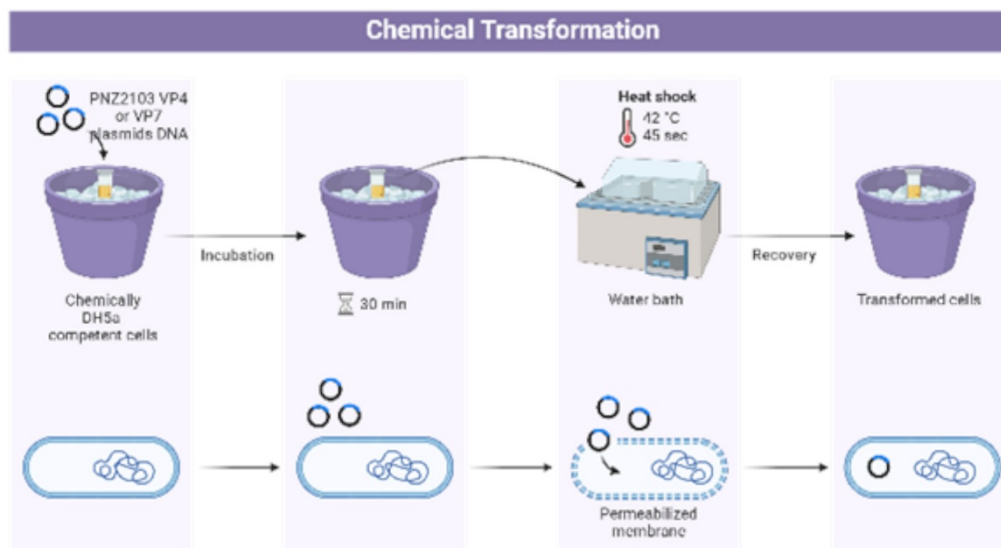 Chemical Transformation
PNZ2103 VP4
or VP7
plasmids DNA
Heat shock
42 °C
45 sec
Incubation
Recovery
Chemically
DH5a
competent cells
30 min
Water bath
Transformed cells
Permeabilized
membrane